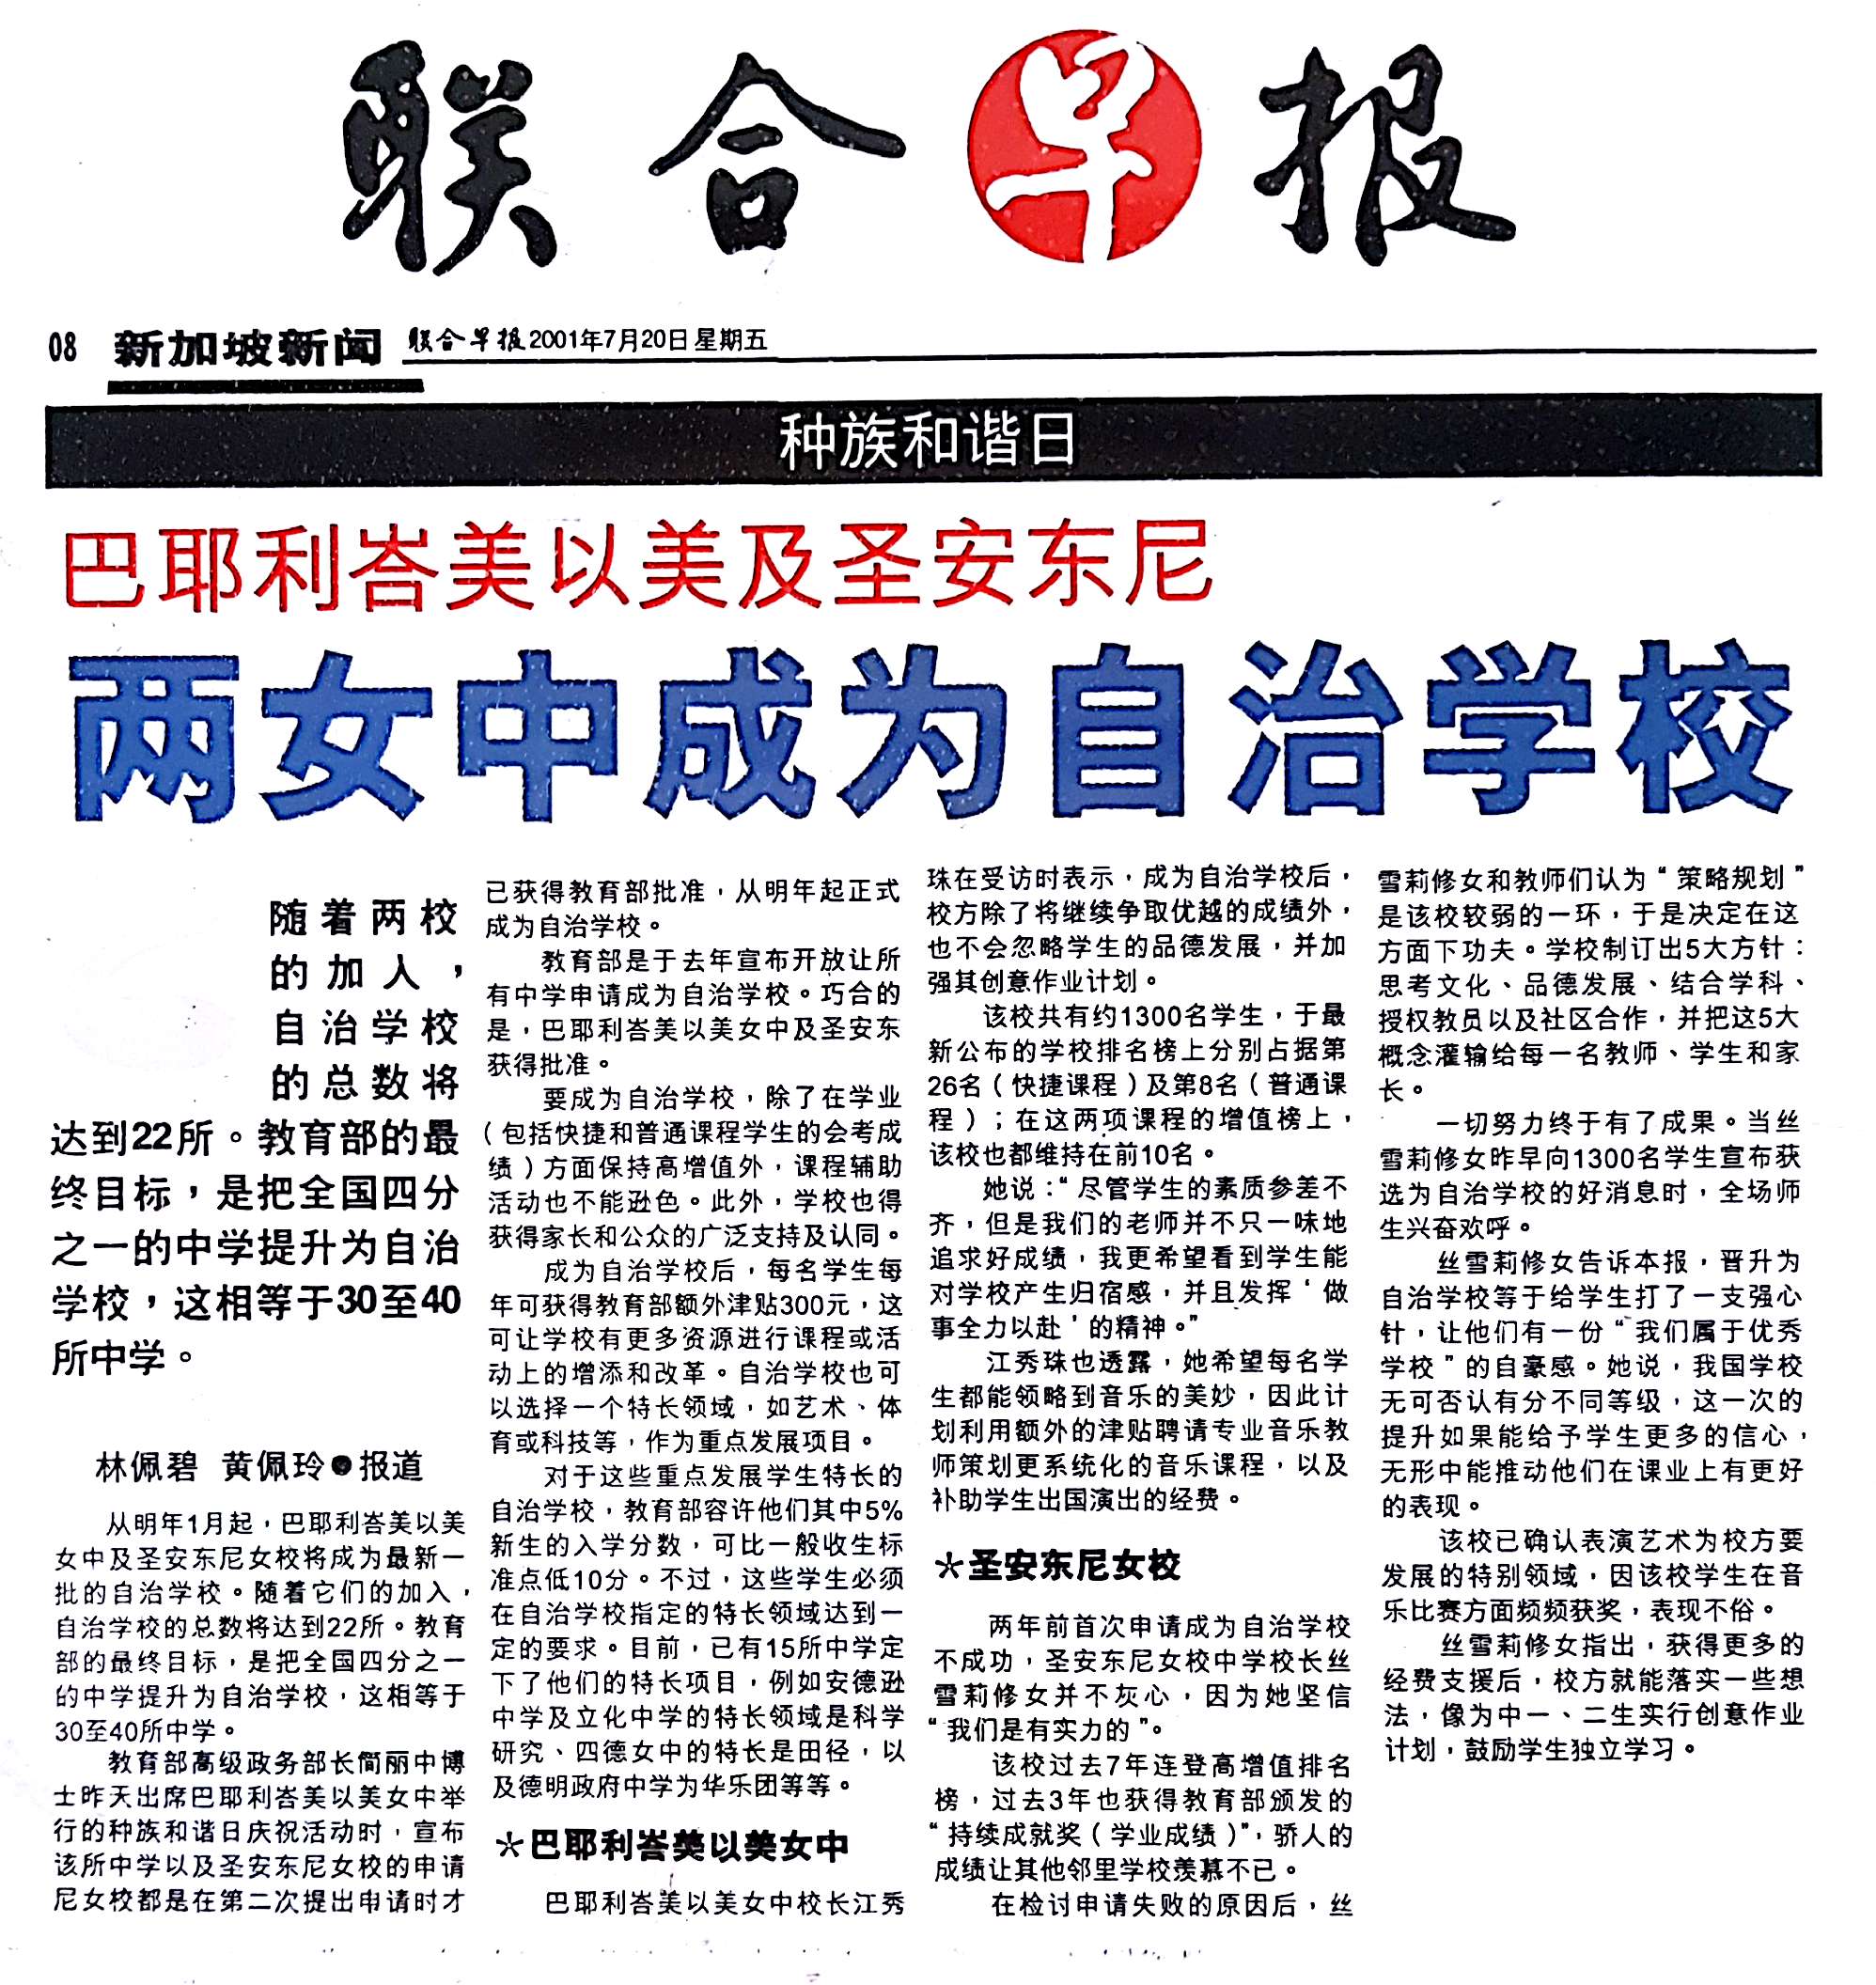 联合早报
08 新加坡新闻 联合早报2001年7月20日星期五
种族和谐日
巴耶利峇美以美及圣安东尼
两女中成为自治学校
随着两校
的加入，
自治学校
的总数将
达到22所。教育部的最
终目标，是把全国四分
之一的中学提升为自治
学校，这相等于30至40
所中学。
林佩碧 黄佩玲●报道
从明年1月起，巴耶利峇美以美
女中及圣安东尼女校将成为最新一
批的自治学校。随着它们的加入，
自治学校的总数将达到22所。教育
部的最终目标，是把全国四分之一
的中学提升为自治学校，这相等于
30至40所中学。
教育部高级政务部长简丽中博
士昨天出席巴耶利峇美以美女中举
行的种族和谐日庆祝活动时，宣布
该所中学以及圣安东尼女校的申请
尼女校都是在第二次提出申请时才
已获得教育部批准，从明年起正式
成为自治学校。
教育部是于去年宣布开放让所
有中学申请成为自治学校。巧合的
是，巴耶利峇美以美女中及圣安东
获得批准。
要成为自治学校，除了在学业
（包括快捷和普通课程学生的会考成
绩）方面保持高增值外，课程辅助
活动也不能逊色。此外，学校也得
获得家长和公众的广泛支持及认同。
成为自治学校后，每名学生每
年可获得教育部额外津贴300元，这
可让学校有更多资源进行课程或活
动上的增添和改革。自治学校也可
以选择一个特长领域，如艺术、体
育或科技等，作为重点发展项目。
对于这些重点发展学生特长的
自治学校，教育部容许他们其中5%
新生的入学分数，可比一般收生标
准点低10分。不过，这些学生必须
在自治学校指定的特长领域达到一
定的要求。目前，已有15所中学定
下了他们的特长项目，例如安德逊
中学及立化中学的特长领域是科学
研究、四德女中的特长是田径，以
及德明政府中学为华乐团等等。
＊巴耶利峇美以美女中
巴耶利峇美以美女中校长江秀
珠在受访时表示，成为自治学校后，
校方除了将继续争取优越的成绩外，
也不会忽略学生的品德发展，并加
强其创意作业计划。
该校共有约1300名学生，于最
新公布的学校排名榜上分别占据第
26名（快捷课程）及第8名（普通课
程）；在这两项课程的增值榜上，
该校也都维持在前10名。
她说：“尽管学生的素质参差不
齐，但是我们的老师并不只一味地
追求好成绩，我更希望看到学生能
对学校产生归宿感，并且发挥‘做
事全力以赴’的精神。”
江秀珠也透露，她希望每名学
生都能领略到音乐的美妙，因此计
划利用额外的津贴聘请专业音乐教
师策划更系统化的音乐课程，以及
补助学生出国演出的经费。
＊圣安东尼女校
两年前首次申请成为自治学校
不成功，圣安东尼女校中学校长丝
雪莉修女并不灰心，因为她坚信
“我们是有实力的”。
该校过去7年连登高增值排名
榜，过去3年也获得教育部颁发的
“持续成就奖（学业成绩）”，骄人的
成绩让其他邻里学校羡慕不已。
在检讨申请失败的原因后，丝
雪莉修女和教师们认为“策略规划”
是该校较弱的一环，于是决定在这
方面下功夫。学校制订出5大方针：
思考文化、品德发展、结合学科、
授权教员以及社区合作，并把这5大
概念灌输给每一名教师、学生和家
长。
一切努力终于有了成果。当丝
雪莉修女昨早向1300名学生宣布获
选为自治学校的好消息时，全场师
生兴奋欢呼。
丝雪莉修女告诉本报，晋升为
自治学校等于给学生打了一支强心
针，让他们有一份“我们属于优秀
学校”的自豪感。她说，我国学校
无可否认有分不同等级，这一次的
提升如果能给予学生更多的信心，
无形中能推动他们在课业上有更好
的表现。
该校已确认表演艺术为校方要
发展的特别领域，因该校学生在音
乐比赛方面频频获奖，表现不俗。
丝雪莉修女指出，获得更多的
经费支援后，校方就能落实一些想
法，像为中一、二生实行创意作业
计划，鼓励学生独立学习。